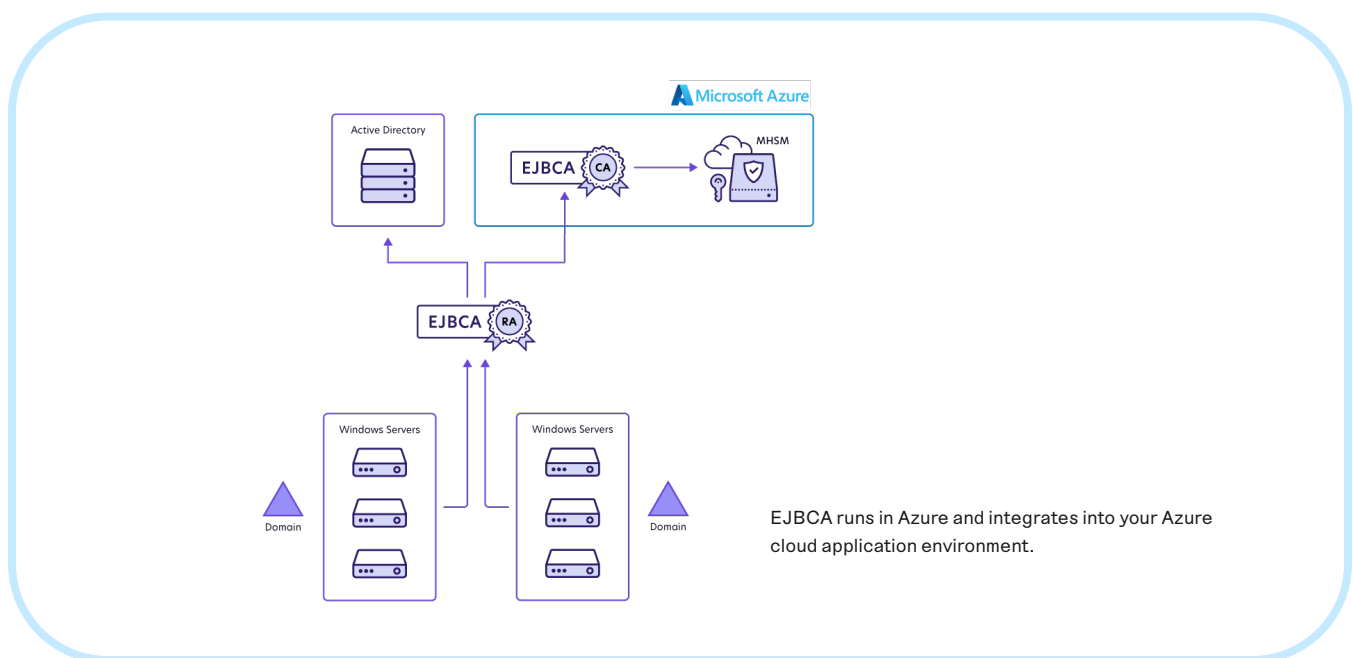 Microsoft Azure
Active Directory
MHSM
EJBCA
CA
EJBCA
RA
Windows Servers
Windows Servers
Domain
Domain
EJBCA runs in Azure and integrates into your Azure
cloud application environment.